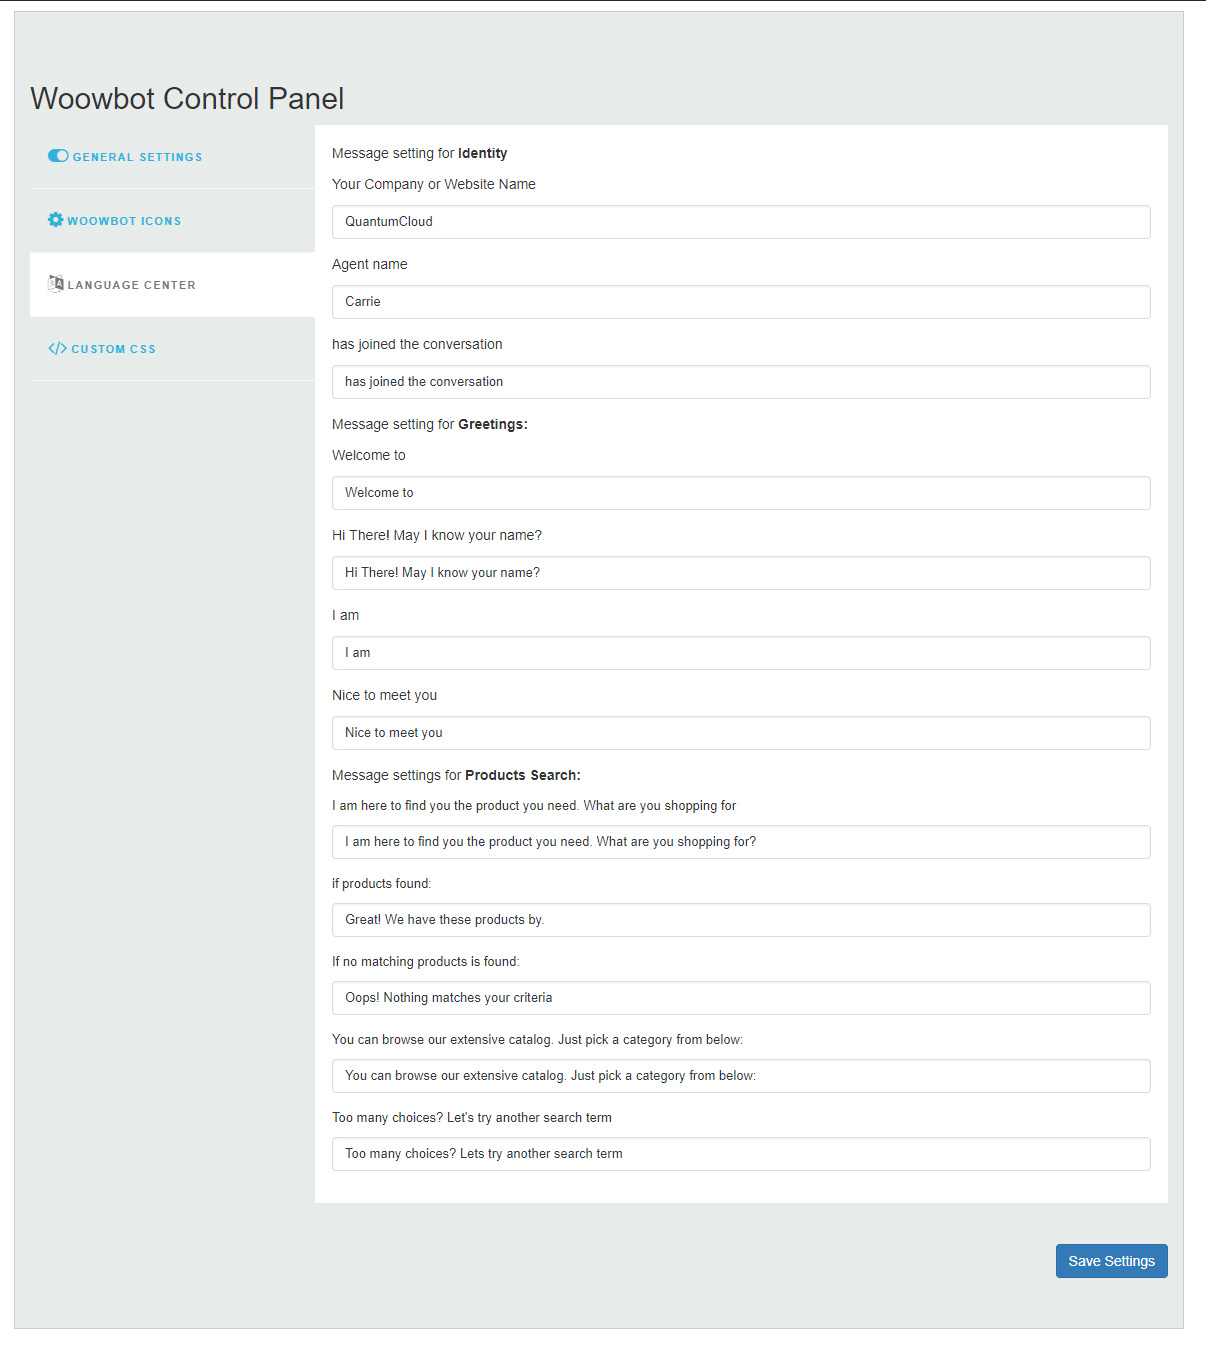 Woowbot Control Panel
GENERAL SETTINGS
WOOWBOT ICONS
LANGUAGE CENTER
CUSTOM CSS
Message setting for Identity
Your Company or Website Name
QuantumCloud
Agent name
Carrie
has joined the conversation
has joined the conversation
Message setting for Greetings:
Welcome to
Welcome to
Hi There! May I know your name?
Hi There! May I know your name?
I am
I am
Nice to meet you
Nice to meet you
Message settings for Products Search:
I am here to find you the product you need. What are you shopping for
I am here to find you the product you need. What are you shopping for?
if products found:
Great! We have these products by.
If no matching products is found:
Oops! Nothing matches your criteria
You can browse our extensive catalog. Just pick a category from below:
You can browse our extensive catalog. Just pick a category from below:
Too many choices? Let's try another search term
Too many choices? Lets try another search term
Save Settings